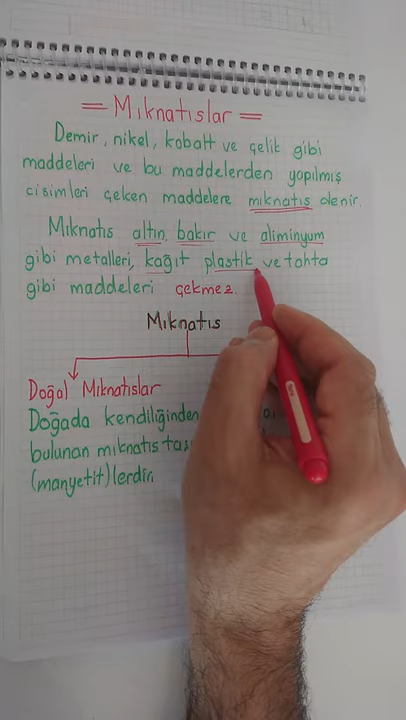 = Mıknatıslar =
Demir, nikel, kobalt ve çelik gibi
maddeleri ve bu maddelerden yapılmış
cisimleri çeken maddelere mıknatıs denir.
Mıknatıs altın, bakır ve aliminyum
gibi metalleri, kağıt plastik ve tahta
gibi maddeleri çekmez.
Mıknatıs
Doğal Mıknatıslar
Doğada kendiliğinden
bulunan mıknatıs
(manyetit)lerdir.